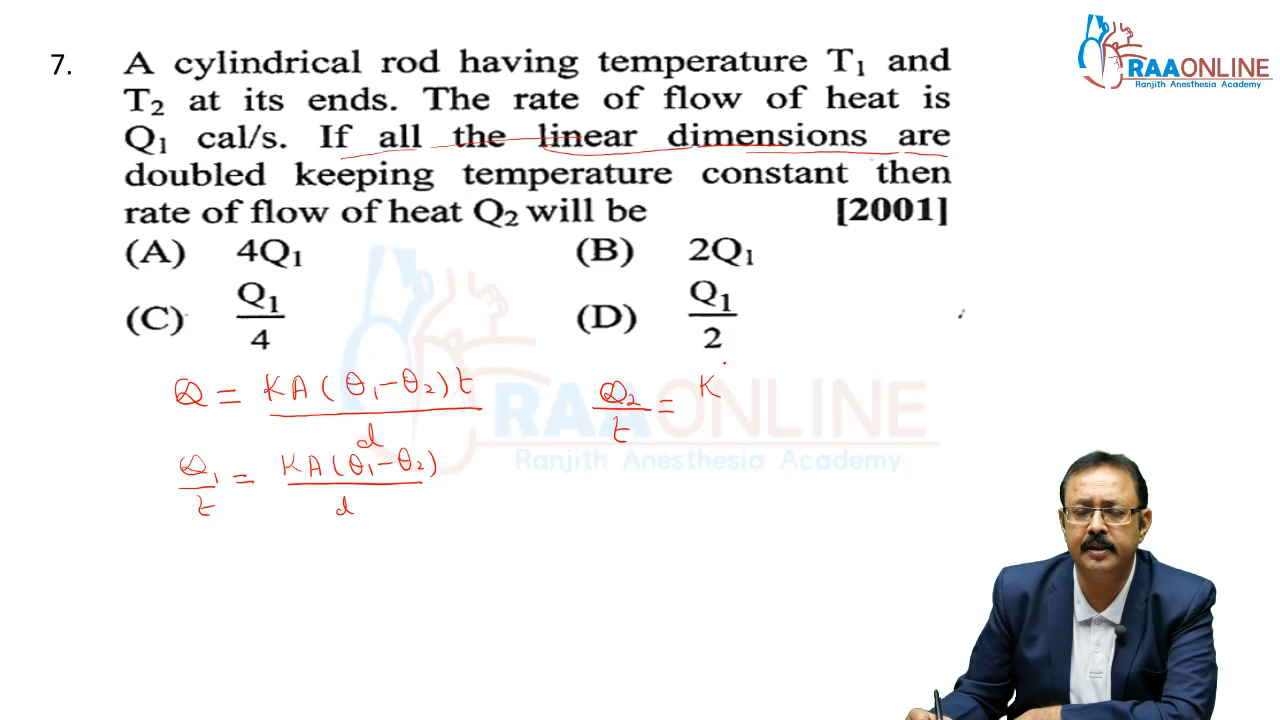 RAAONLINE
Ranjith Anesthesia Academy
7. A cylindrical rod having temperature T₁ and
T₂ at its ends. The rate of flow of heat is
Q₁ cal/s. If all the linear dimensions are
doubled keeping temperature constant then
rate of flow of heat Q₂ will be [2001]
(A) 4Q₁ (B) 2Q₁
(C) Q₁/4 (D) Q₁/2
Q = KA(θ₁-θ₂)t/d
Q₁/t = KA(θ₁-θ₂)/d
Q₂/t = K
RAAONLINE
Ranjith Anesthesia Academy